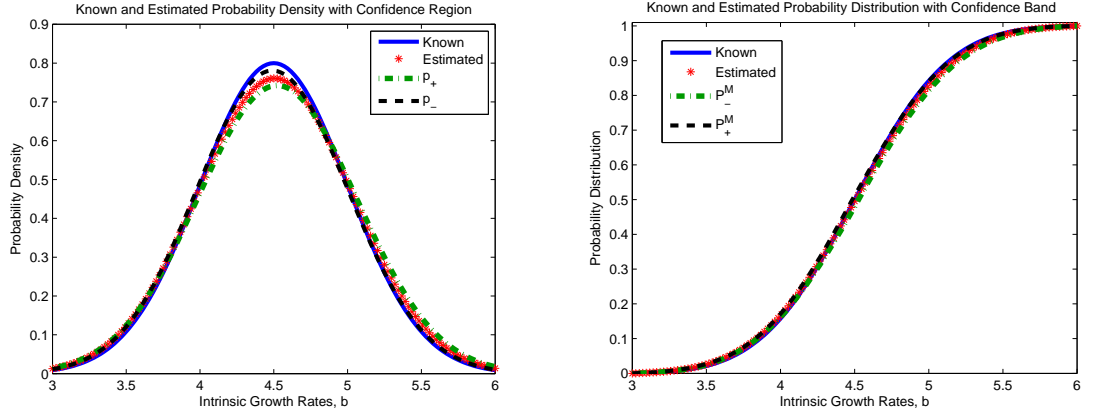 Known and Estimated Probability Density with Confidence Region
0.9
0.8
0.7
0.6
0.5
0.4
0.3
0.2
0.1
0
Probability Density
Known
Estimated
p+
p−
3
3.5
4
4.5
5
5.5
6
Intrinsic Growth Rates, b
Known and Estimated Probability Distribution with Confidence Band
1
0.9
0.8
0.7
0.6
0.5
0.4
0.3
0.2
0.1
0
Probability Distribution
Known
Estimated
P−M
P+M
3
3.5
4
4.5
5
5.5
6
Intrinsic Growth Rates, b